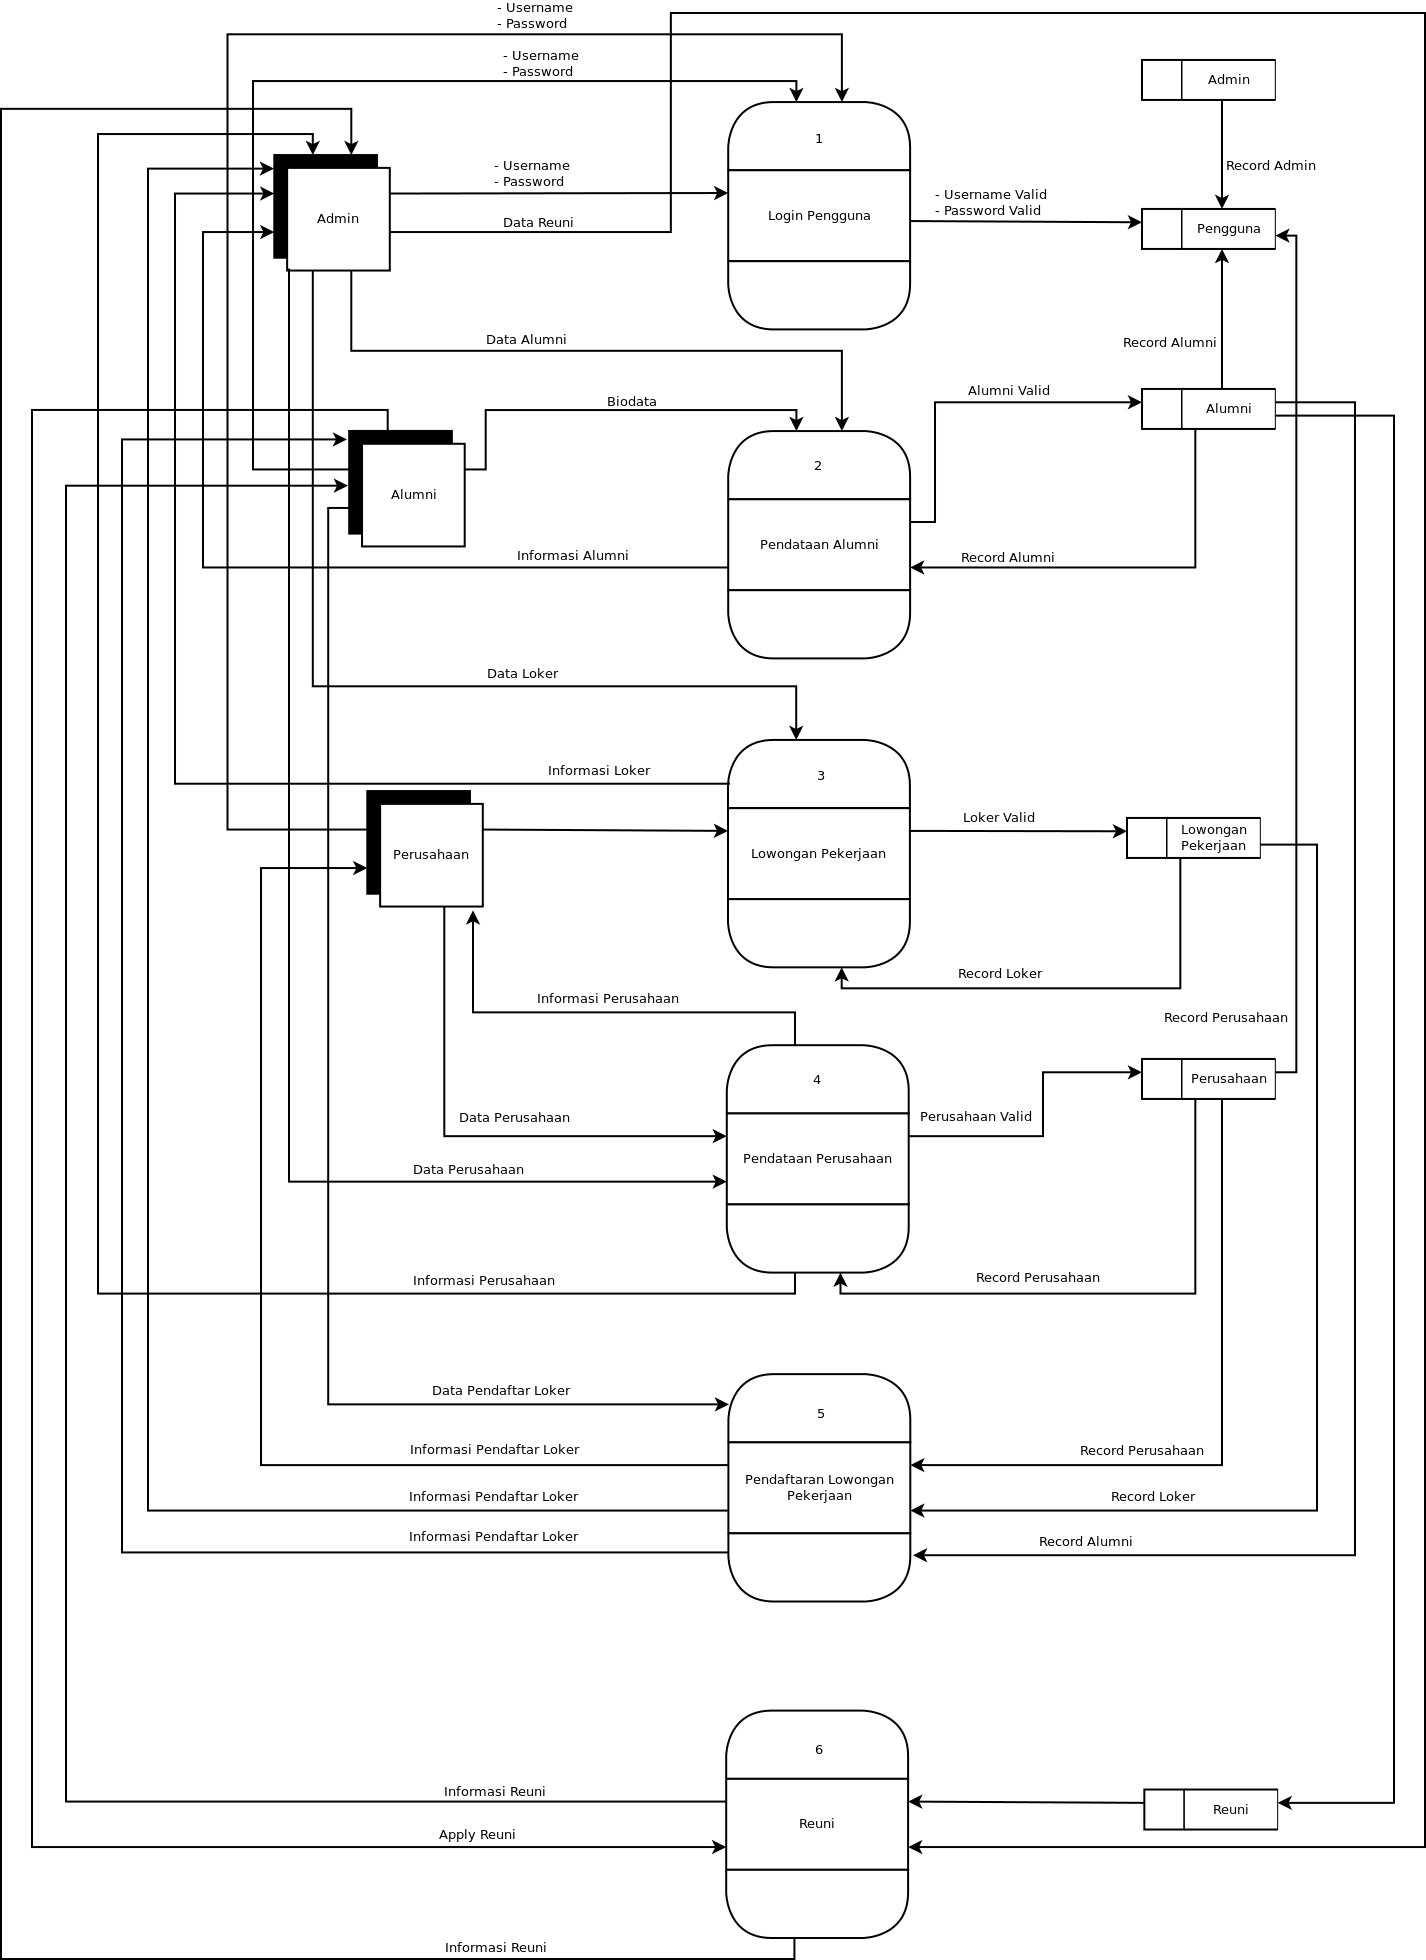 - Username
- Password
- Username
- Password
Admin
1
Record Admin
- Username
- Password
- Username Valid
- Password Valid
Admin
Login Pengguna
Data Reuni
Pengguna
Data Alumni
Record Alumni
Alumni Valid
Biodata
Alumni
2
Alumni
Pendataan Alumni
Informasi Alumni
Record Alumni
Data Loker
Informasi Loker
3
Loker Valid
Lowongan
Pekerjaan
Perusahaan
Lowongan Pekerjaan
Record Loker
Informasi Perusahaan
Record Perusahaan
4
Perusahaan
Data Perusahaan
Perusahaan Valid
Pendataan Perusahaan
Data Perusahaan
Informasi Perusahaan
Record Perusahaan
Data Pendaftar Loker
5
Informasi Pendaftar Loker
Record Perusahaan
Pendaftaran Lowongan
Pekerjaan
Informasi Pendaftar Loker
Record Loker
Informasi Pendaftar Loker
Record Alumni
6
Informasi Reuni
Reuni
Reuni
Apply Reuni
Informasi Reuni